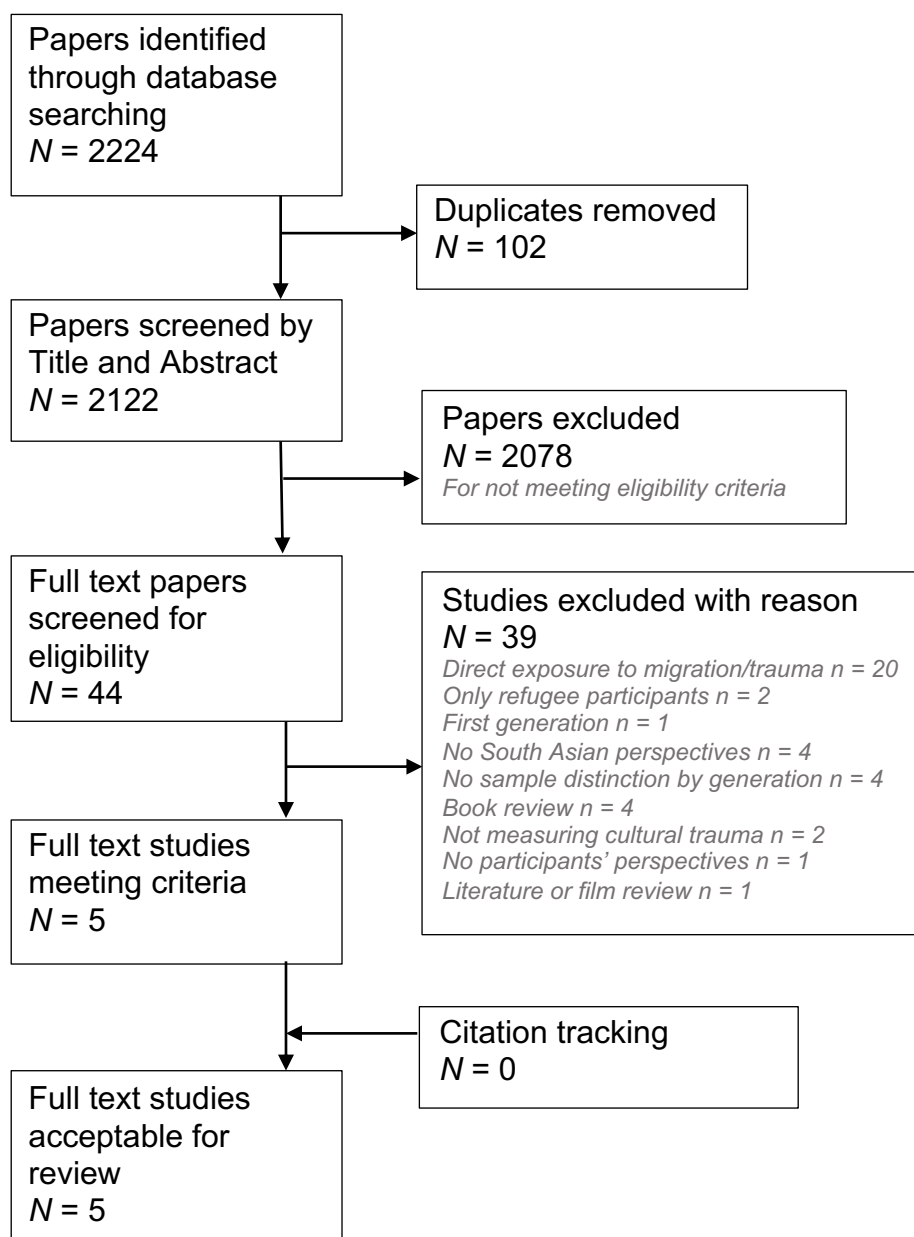 Papers identified
through database
searching
N = 2224
Duplicates removed
N = 102
Papers screened by
Title and Abstract
N = 2122
Papers excluded
N = 2078
For not meeting eligibility criteria
Full text papers
screened for
eligibility
N = 44
Studies excluded with reason
N = 39
Direct exposure to migration/trauma n = 20
Only refugee participants n = 2
First generation n = 1
No South Asian perspectives n = 4
No sample distinction by generation n = 4
Book review n = 4
Not measuring cultural trauma n = 2
No participants’ perspectives n = 1
Literature or film review n = 1
Full text studies
meeting criteria
N = 5
Citation tracking
N = 0
Full text studies
acceptable for
review
N = 5